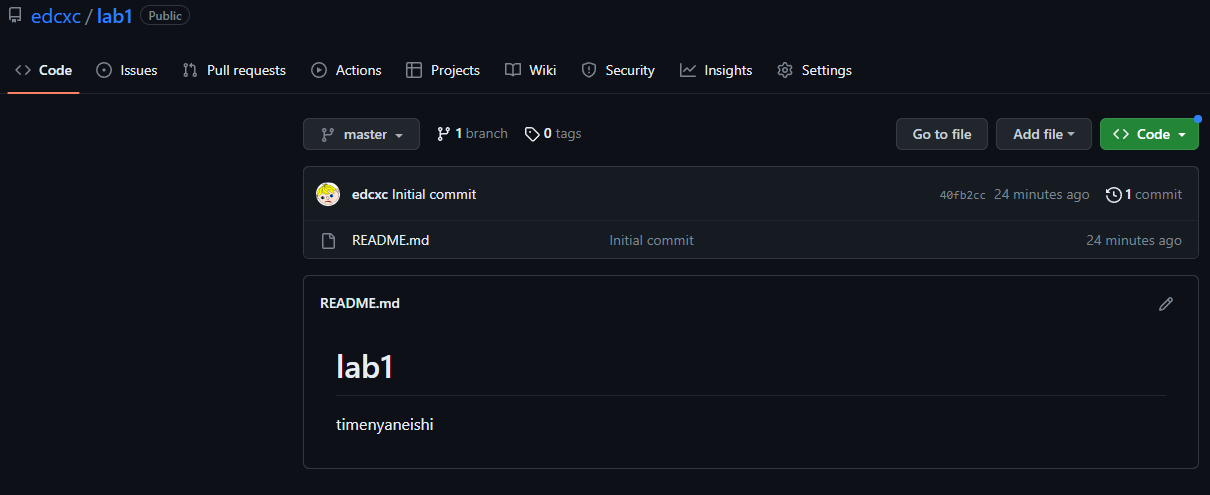 edcxc / lab1 Public
Code Issues Pull requests Actions Projects Wiki Security Insights Settings
master 1 branch 0 tags Go to file Add file Code
edcxc Initial commit 40fb2cc 24 minutes ago 1 commit
README.md Initial commit 24 minutes ago
README.md
lab1
timenyaneishi